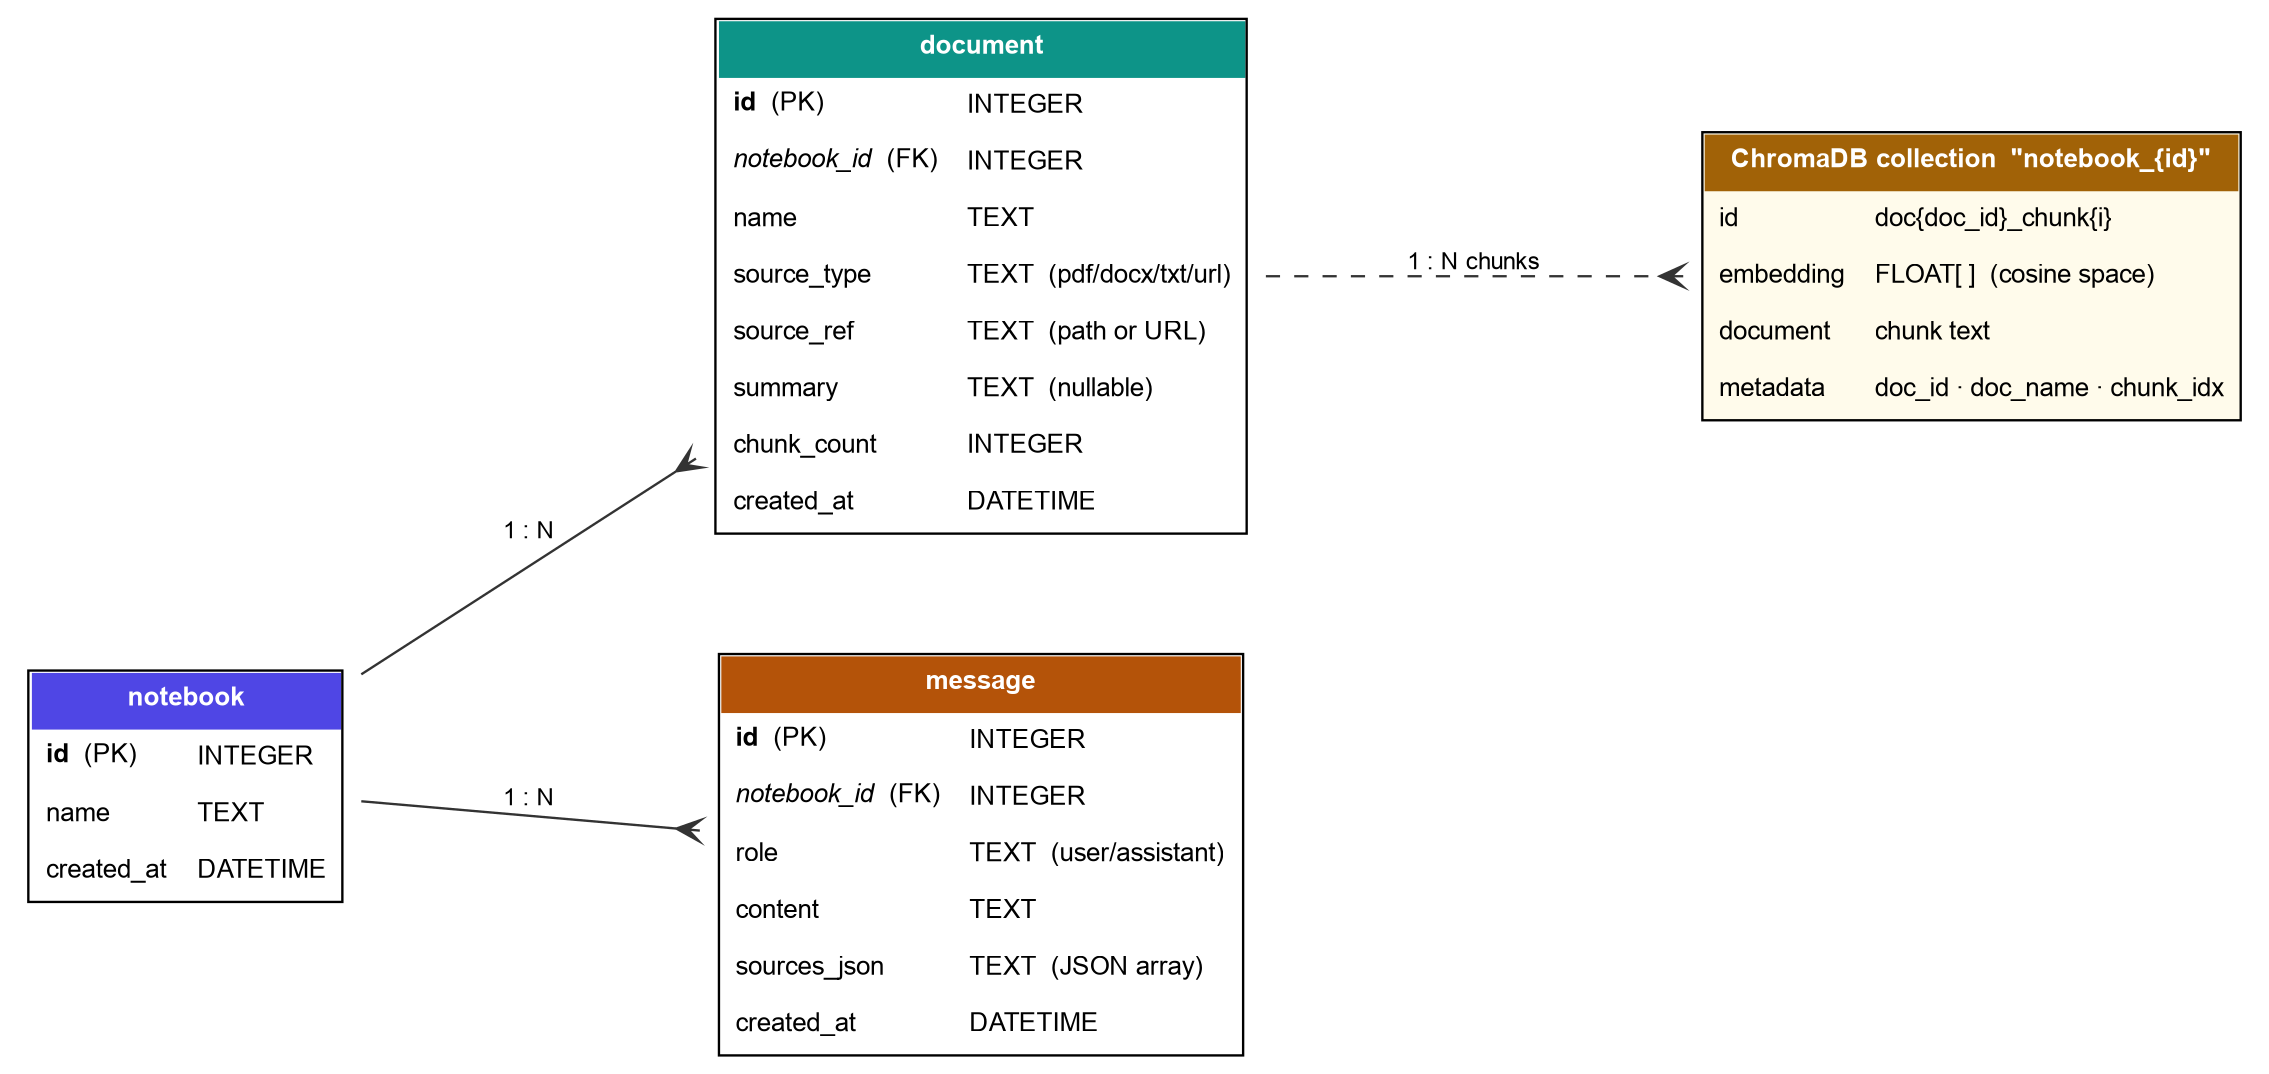 document
id (PK) INTEGER
notebook_id (FK) INTEGER
name TEXT
source_type TEXT (pdf/docx/txt/url)
source_ref TEXT (path or URL)
summary TEXT (nullable)
chunk_count INTEGER
created_at DATETIME
1 : N chunks
ChromaDB collection "notebook_{id}"
id doc{doc_id}_chunk{i}
embedding FLOAT[ ] (cosine space)
document chunk text
metadata doc_id · doc_name · chunk_idx
1 : N
notebook
id (PK) INTEGER
name TEXT
created_at DATETIME
1 : N
message
id (PK) INTEGER
notebook_id (FK) INTEGER
role TEXT (user/assistant)
content TEXT
sources_json TEXT (JSON array)
created_at DATETIME